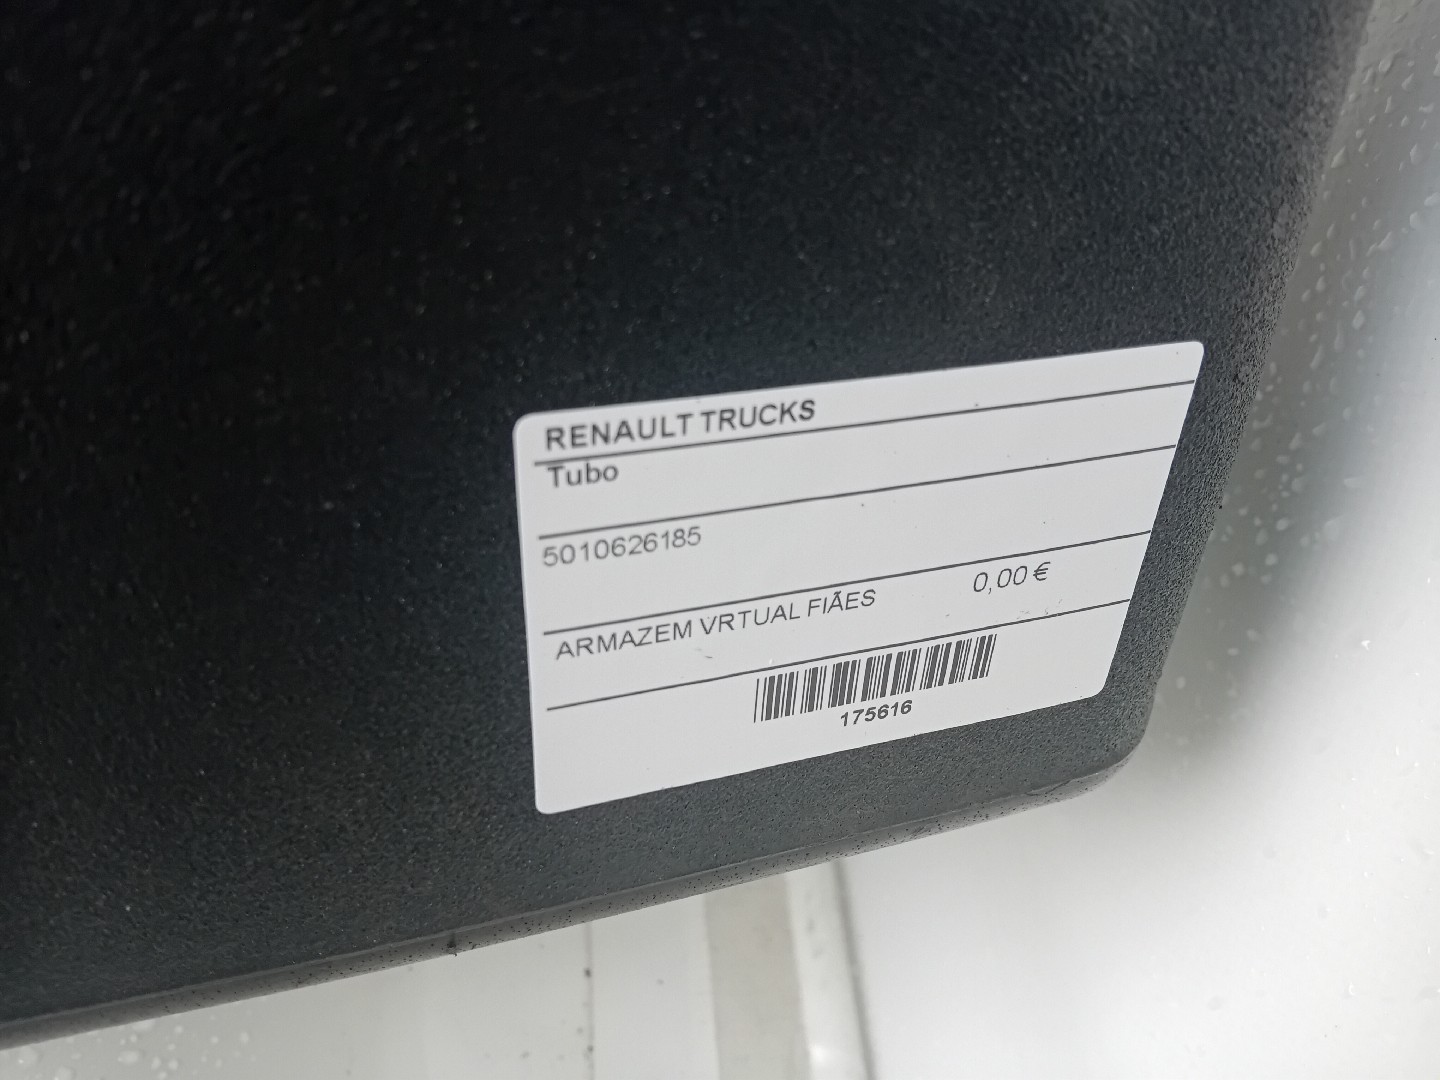 RENAULT TRUCKS
Tubo
5010626185
ARMAZEM VRTUAL FIÃES 0,00 €
175616